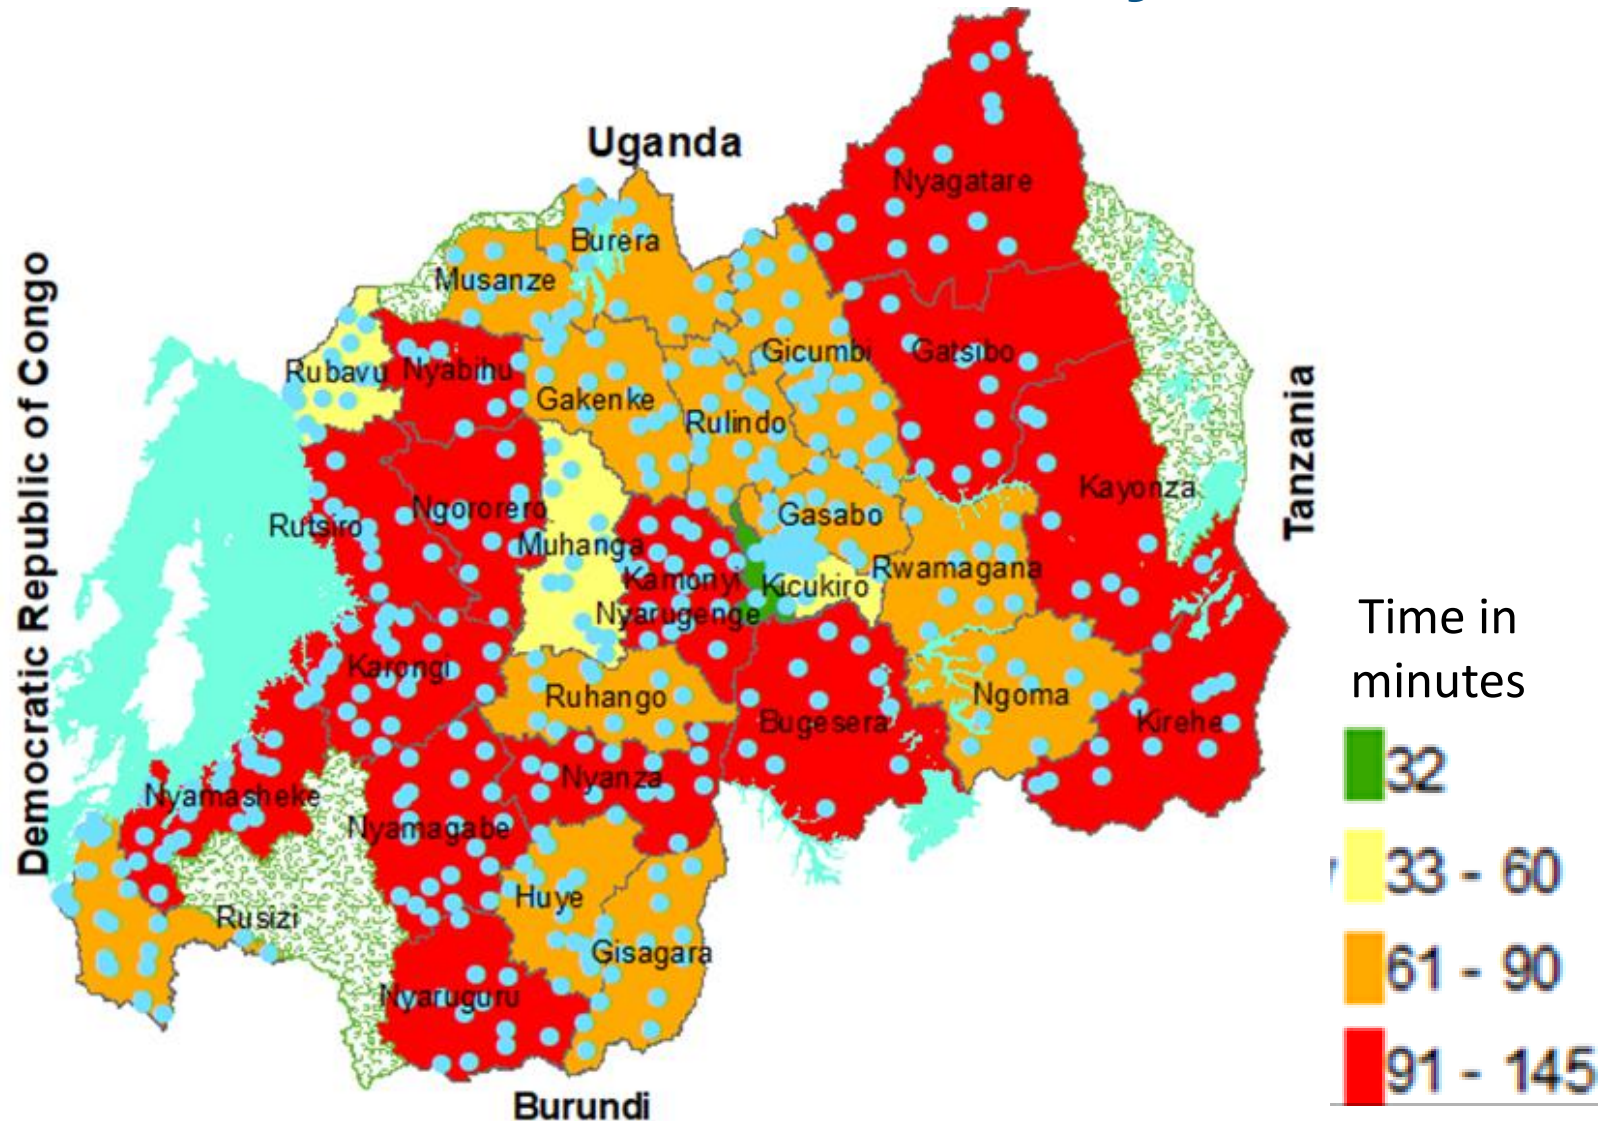 Uganda
Nyagatare
Burera
Musanze
Gicumbi
Gatsibo
Rubavu
Nyabihu
Gakenke
Rulindo
Democratic Republic of Congo
Tanzania
Kayonza
Ngororero
Rutsiro
Gasabo
Muhanga
Rwamagana
Kamonyi
Kicukiro
Nyarugenge
Karongi
Ruhango
Ngoma
Bugesera
Kirehe
Nyanza
Nyamasheke
Nyamagabe
Huye
Rusizi
Gisagara
Nyaruguru
Burundi
Time in
minutes
32
33 - 60
61 - 90
91 - 145